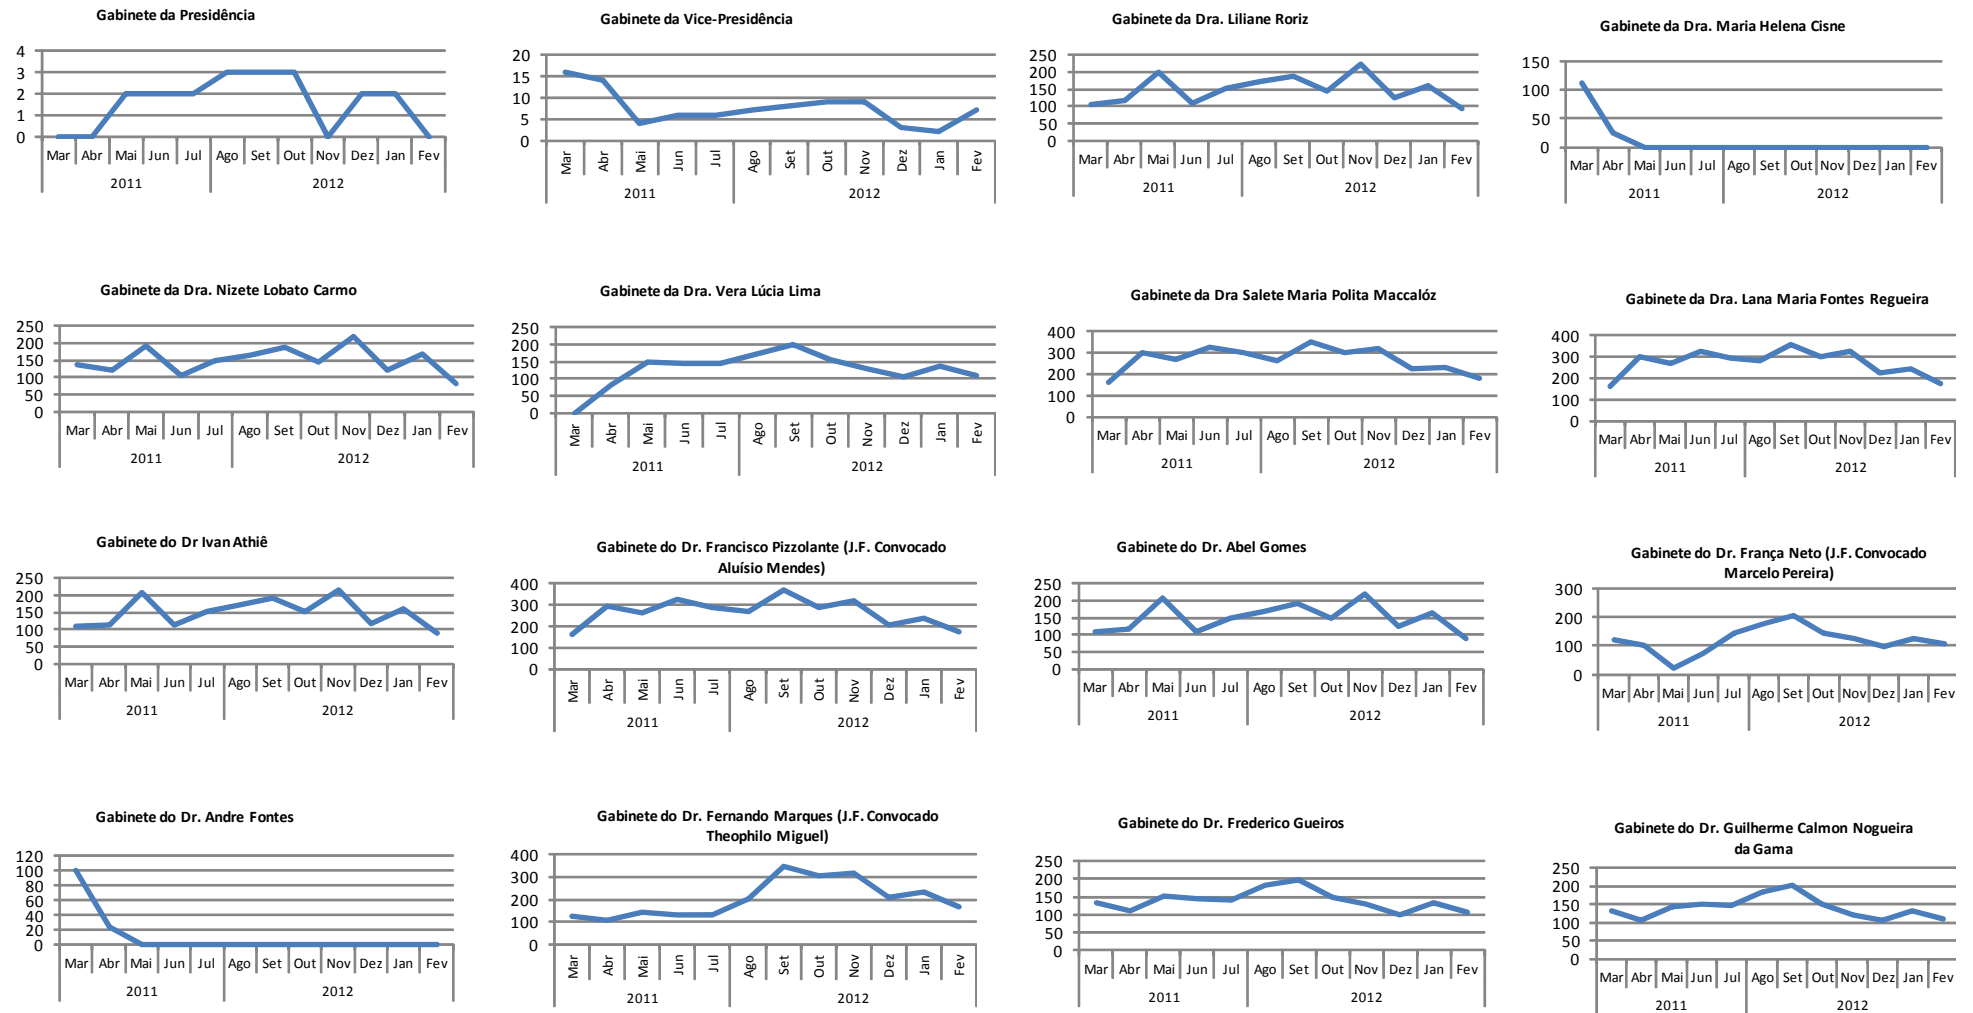 Gabinete da Presidência
4
3
2
1
0
Mar Abr Mai Jun Jul Ago Set Out Nov Dez Jan Fev
2011 2012
Gabinete da Vice-Presidência
20
15
10
5
0
Mar Abr Mai Jun Jul Ago Set Out Nov Dez Jan Fev
2011 2012
Gabinete da Dra. Liliane Roriz
250
200
150
100
50
0
Mar Abr Mai Jun Jul Ago Set Out Nov Dez Jan Fev
2011 2012
Gabinete da Dra. Maria Helena Cisne
150
100
50
0
Mar Abr Mai Jun Jul Ago Set Out Nov Dez Jan Fev
2011 2012
Gabinete da Dra. Nizete Lobato Carmo
250
200
150
100
50
0
Mar Abr Mai Jun Jul Ago Set Out Nov Dez Jan Fev
2011 2012
Gabinete da Dra. Vera Lúcia Lima
250
200
150
100
50
0
Mar Abr Mai Jun Jul Ago Set Out Nov Dez Jan Fev
2011 2012
Gabinete da Dra Salete Maria Polita Maccalóz
400
300
200
100
0
Mar Abr Mai Jun Jul Ago Set Out Nov Dez Jan Fev
2011 2012
Gabinete da Dra. Lana Maria Fontes Regueira
400
300
200
100
0
Mar Abr Mai Jun Jul Ago Set Out Nov Dez Jan Fev
2011 2012
Gabinete do Dr Ivan Athiê
250
200
150
100
50
0
Mar Abr Mai Jun Jul Ago Set Out Nov Dez Jan Fev
2011 2012
Gabinete do Dr. Francisco Pizzolante (J.F. Convocado
Aluísio Mendes)
400
300
200
100
0
Mar Abr Mai Jun Jul Ago Set Out Nov Dez Jan Fev
2011 2012
Gabinete do Dr. Abel Gomes
250
200
150
100
50
0
Mar Abr Mai Jun Jul Ago Set Out Nov Dez Jan Fev
2011 2012
Gabinete do Dr. França Neto (J.F. Convocado
Marcelo Pereira)
300
200
100
0
Mar Abr Mai Jun Jul Ago Set Out Nov Dez Jan Fev
2011 2012
Gabinete do Dr. Andre Fontes
120
100
80
60
40
20
0
Mar Abr Mai Jun Jul Ago Set Out Nov Dez Jan Fev
2011 2012
Gabinete do Dr. Fernando Marques (J.F. Convocado
Theophilo Miguel)
400
300
200
100
0
Mar Abr Mai Jun Jul Ago Set Out Nov Dez Jan Fev
2011 2012
Gabinete do Dr. Frederico Gueiros
250
200
150
100
50
0
Mar Abr Mai Jun Jul Ago Set Out Nov Dez Jan Fev
2011 2012
Gabinete do Dr. Guilherme Calmon Nogueira
da Gama
250
200
150
100
50
0
Mar Abr Mai Jun Jul Ago Set Out Nov Dez Jan Fev
2011 2012